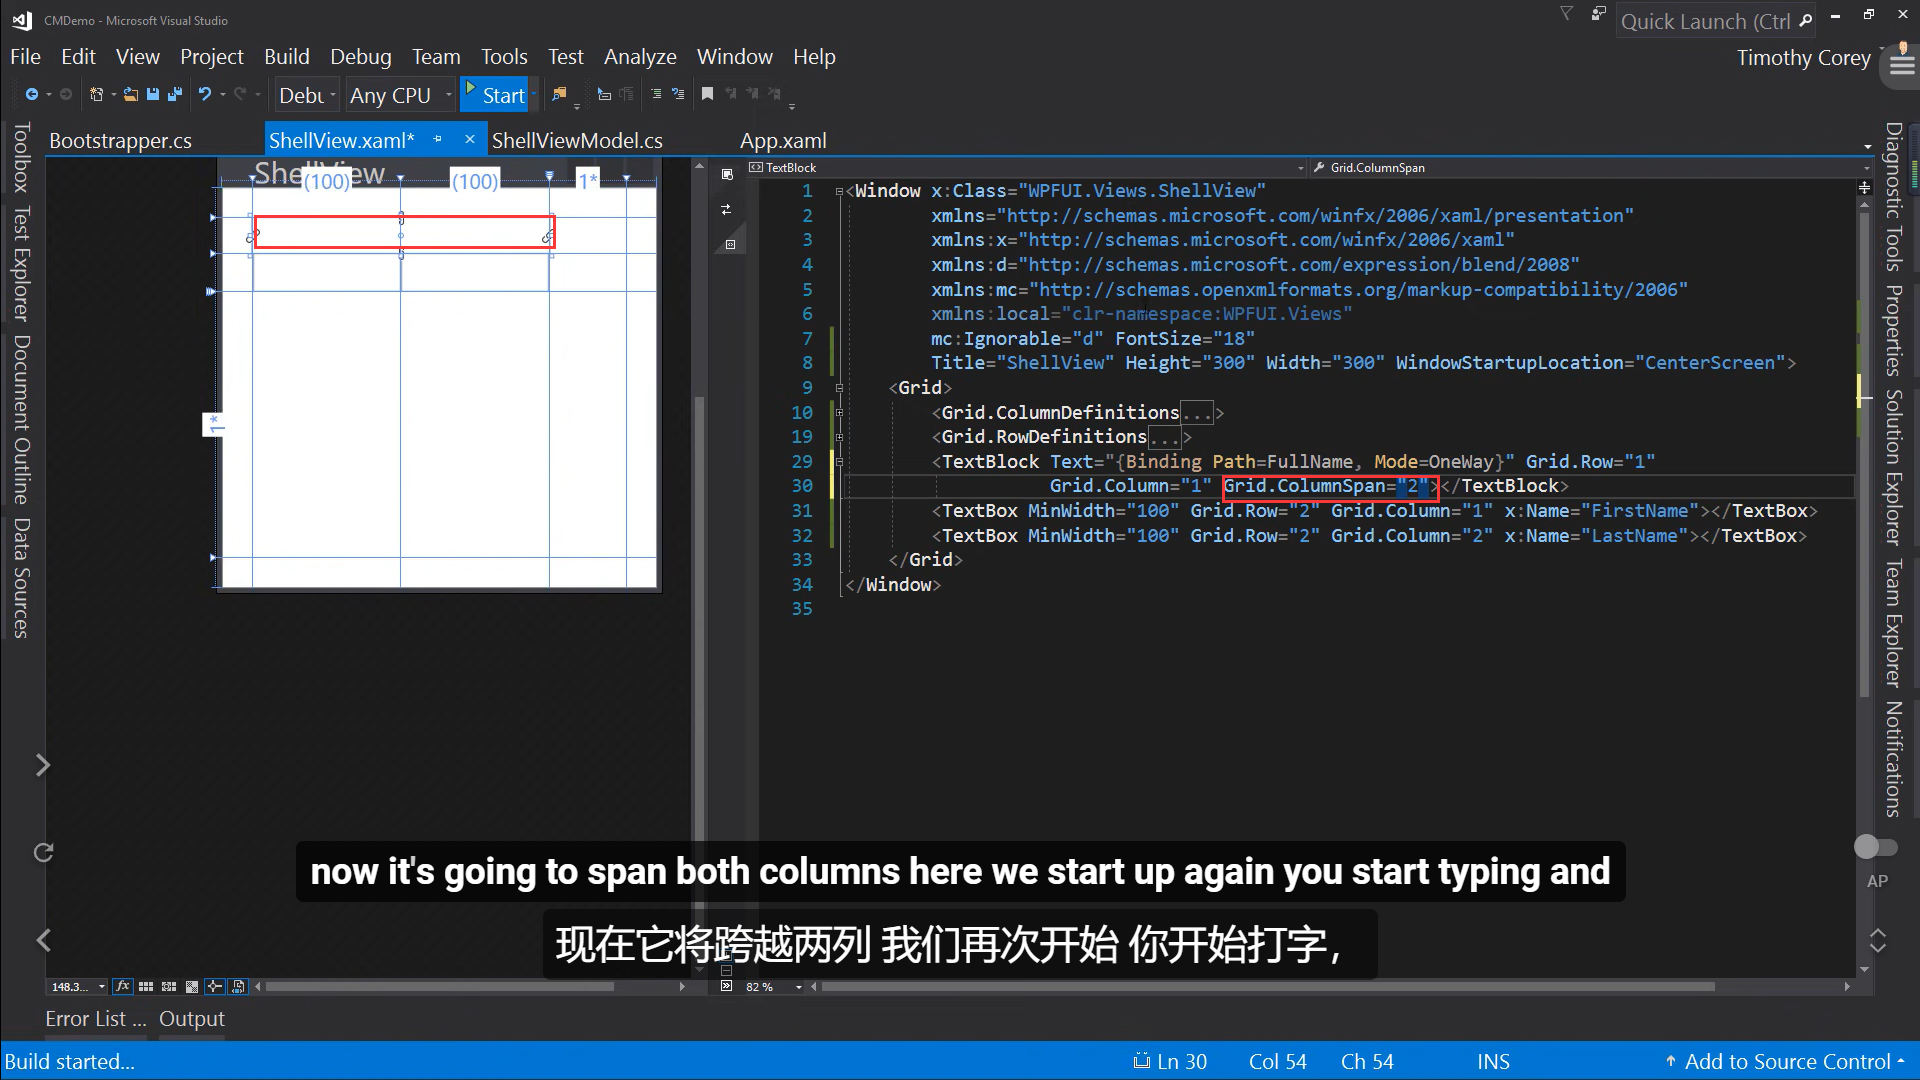 CMDemo - Microsoft Visual Studio
Quick Launch (Ctrl
File Edit View Project Build Debug Team Tools Test Analyze Window Help
Timothy Corey
Any CPU
Start
Bootstrapper.cs
ShellView.xaml*
ShellViewModel.cs
App.xaml
Toolbox
Test Explorer
Document Outline
Data Sources
ShellView
(100)
(100)
1*
1*
TextBlock
Grid.ColumnSpan
1 <Window x:Class="WPFUI.Views.ShellView"
2 xmlns="http://schemas.microsoft.com/winfx/2006/xaml/presentation"
3 xmlns:x="http://schemas.microsoft.com/winfx/2006/xaml"
4 xmlns:d="http://schemas.microsoft.com/expression/blend/2008"
5 xmlns:mc="http://schemas.openxmlformats.org/markup-compatibility/2006"
6 xmlns:local="clr-namespace:WPFUI.Views"
7 mc:Ignorable="d" FontSize="18"
8 Title="ShellView" Height="300" Width="300" WindowStartupLocation="CenterScreen">
9 <Grid>
10 <Grid.ColumnDefinitions...>
19 <Grid.RowDefinitions...>
29 <TextBlock Text="{Binding Path=FullName, Mode=OneWay}" Grid.Row="1"
30 Grid.Column="1" Grid.ColumnSpan="2"></TextBlock>
31 <TextBox MinWidth="100" Grid.Row="2" Grid.Column="1" x:Name="FirstName"></TextBox>
32 <TextBox MinWidth="100" Grid.Row="2" Grid.Column="2" x:Name="LastName"></TextBox>
33 </Grid>
34 </Window>
35
Diagnostic Tools
Properties
Solution Explorer
Team Explorer
Notifications
AP
now it's going to span both columns here we start up again you start typing and
现在它将跨越两列 我们再次开始 你开始打字，
148.3...
fx
82 %
Error List ...
Output
Build started...
Ln 30
Col 54
Ch 54
INS
Add to Source Control